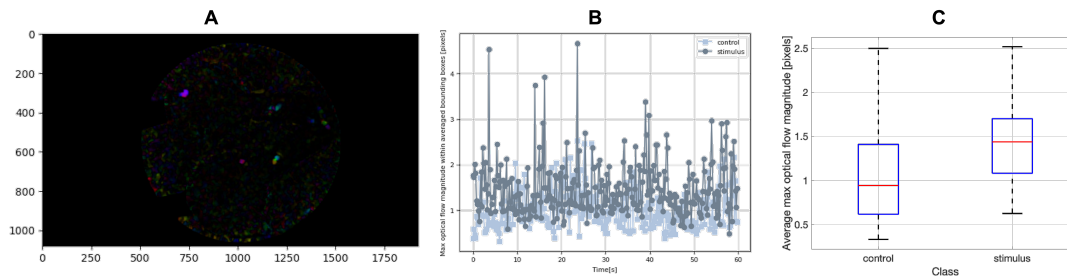 A
B
C
0
200
400
600
800
1000
0 250 500 750 1000 1250 1500 1750
Max optical flow magnitude within averaged bounding boxes [pixels]
4
3
2
1
control
stimulus
0 10 20 30 40 50 60
Time[s]
Average max optical flow magnitude [pixels]
2.5
2
1.5
1
0.5
control stimulus
Class